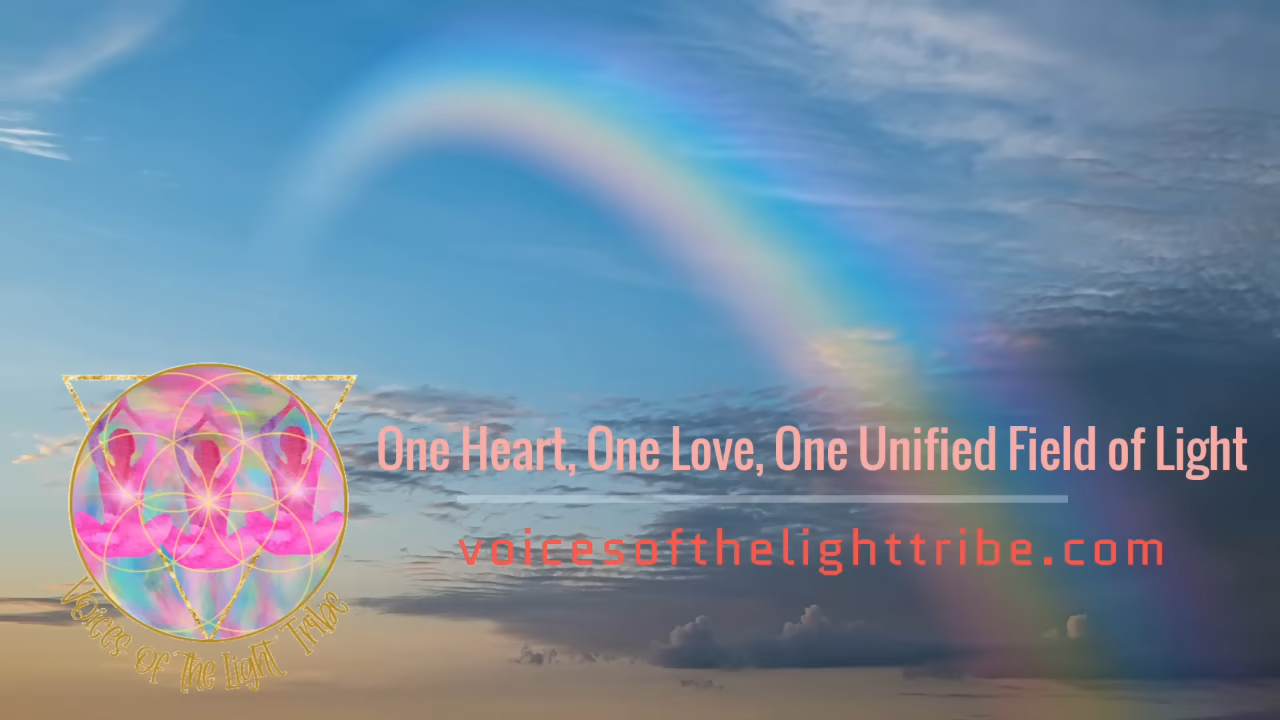 One Heart, One Love, One Unified Field of Light
voicesofthelighttribe.com
Voices of the Light Tribe